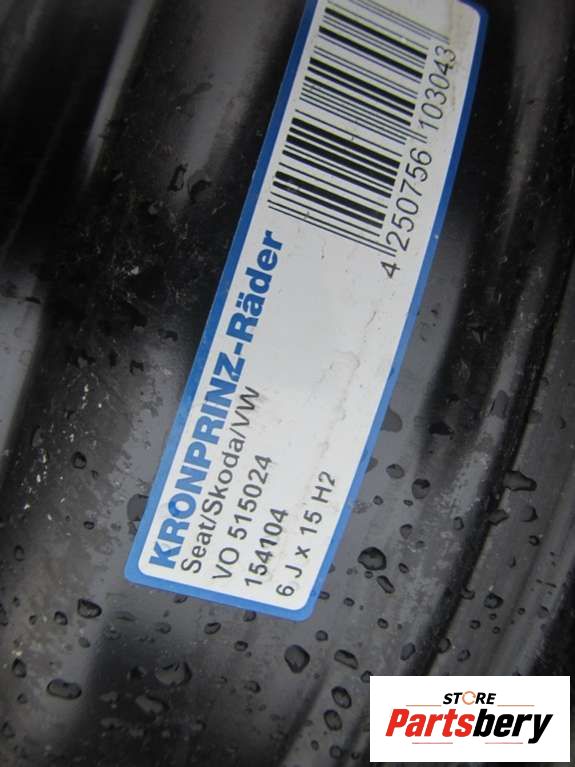 KRONPRINZ-Räder
Seat/Skoda/VW
VO 515024
154104
6 J x 15 H2
4 250756 103043
STORE
Partsbery